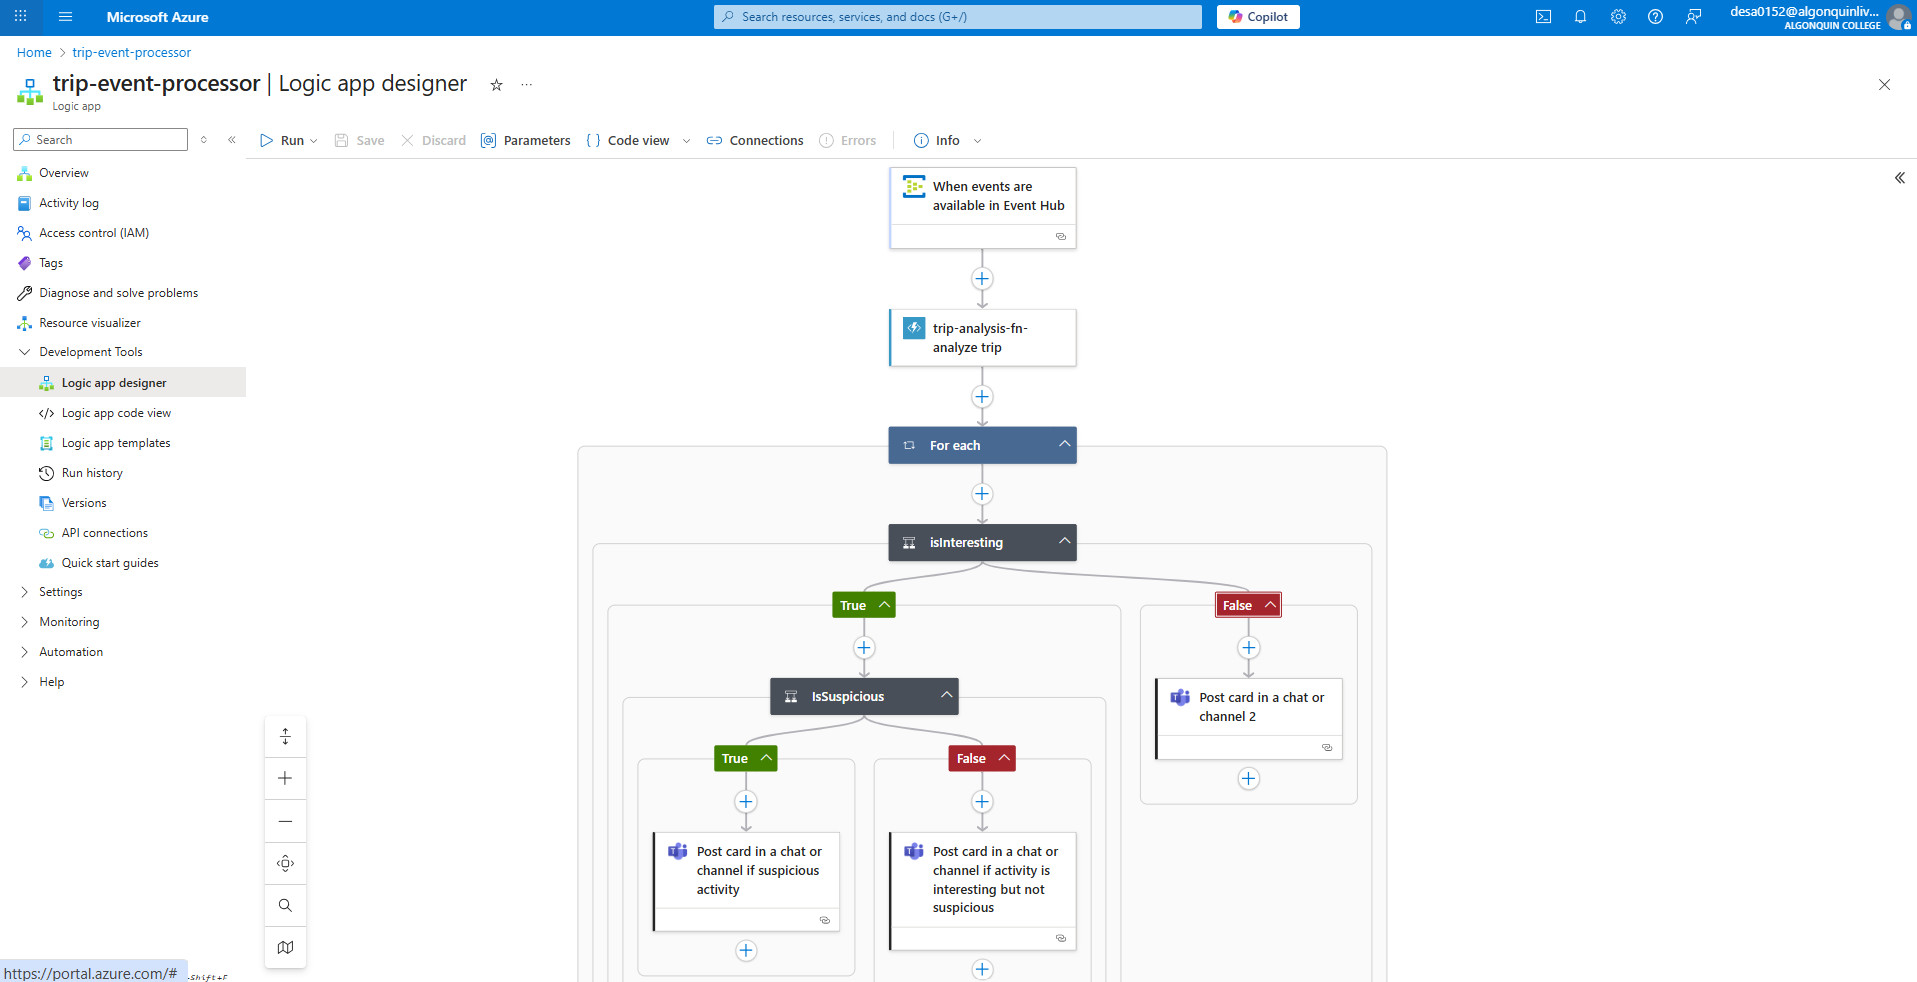 Microsoft Azure
Search resources, services, and docs (G+/)
Copilot
desa0152@algonquinliv...
ALGONQUIN COLLEGE
Home > trip-event-processor
trip-event-processor | Logic app designer
Logic app
Search
Run
Save
Discard
Parameters
Code view
Connections
Errors
Info
Overview
Activity log
Access control (IAM)
Tags
Diagnose and solve problems
Resource visualizer
Development Tools
Logic app designer
Logic app code view
Logic app templates
Run history
Versions
API connections
Quick start guides
Settings
Monitoring
Automation
Help
When events are
available in Event Hub
trip-analysis-fn-
analyze trip
For each
isInteresting
True
False
IsSuspicious
Post card in a chat or
channel 2
True
False
Post card in a chat or
channel if suspicious
activity
Post card in a chat or
channel if activity is
interesting but not
suspicious
https://portal.azure.com/#
-Shift+F